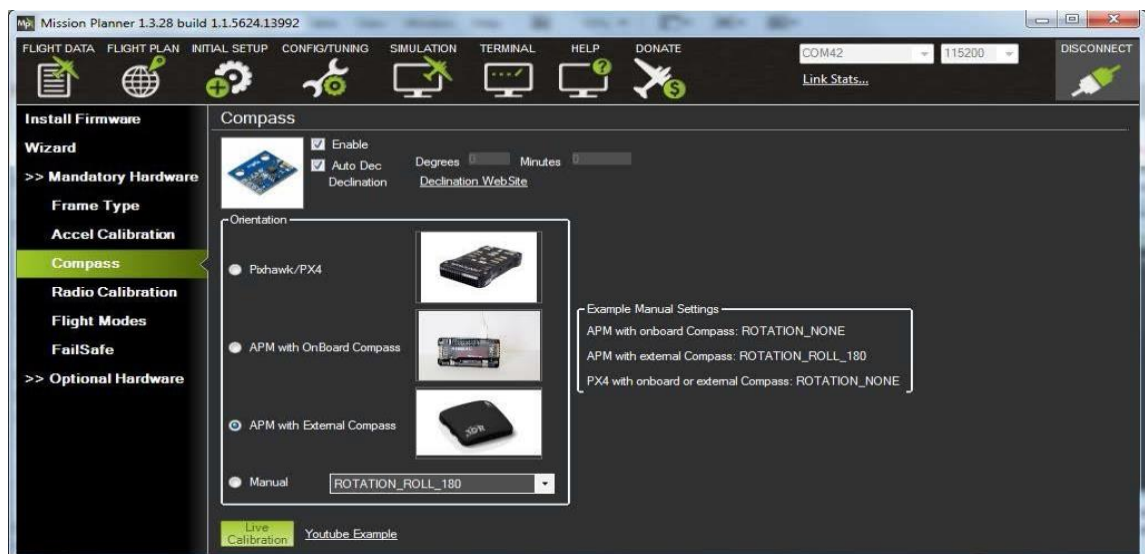 Mission Planner 1.3.28 build 1.1.5624.13992
FLIGHT DATA FLIGHT PLAN INITIAL SETUP CONFIG/TUNING SIMULATION TERMINAL HELP DONATE
COM42 115200 DISCONNECT
Link Stats...
Install Firmware
Wizard
>> Mandatory Hardware
Frame Type
Accel Calibration
Compass
Radio Calibration
Flight Modes
FailSafe
>> Optional Hardware
Compass
Enable
Auto Dec Degrees 0 Minutes 0
Declination Declination WebSite
Orientation
Pixhawk/PX4
APM with OnBoard Compass
APM with External Compass
Manual ROTATION_ROLL_180
Example Manual Settings
APM with onboard Compass: ROTATION_NONE
APM with external Compass: ROTATION_ROLL_180
PX4 with onboard or external Compass: ROTATION_NONE
Live
Calibration Youtube Example